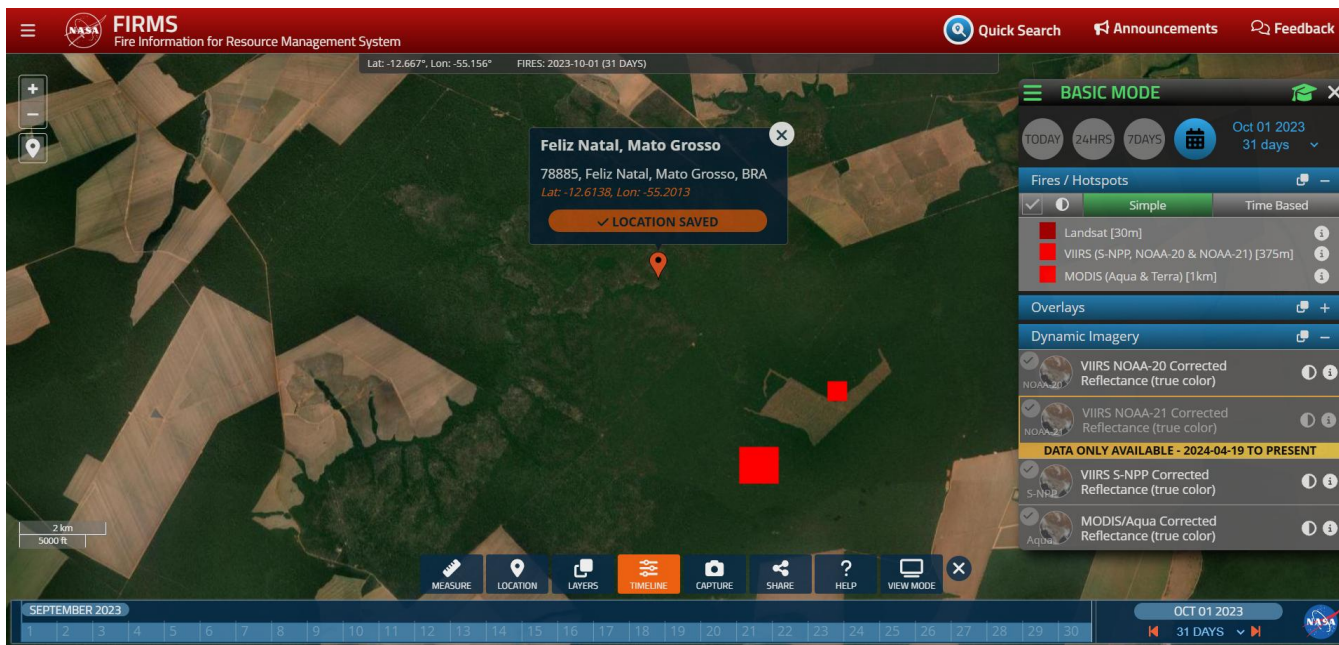 NASA
FIRMS
Fire Information for Resource Management System
Quick Search
Announcements
Feedback
Lat: -12.667°, Lon: -55.156° FIRES: 2023-10-01 (31 DAYS)
+
−
Feliz Natal, Mato Grosso
78885, Feliz Natal, Mato Grosso, BRA
Lat: -12.6138, Lon: -55.2013
✓ LOCATION SAVED
BASIC MODE
TODAY 24HRS 7DAYS
Oct 01 2023
31 days
Fires / Hotspots
Simple Time Based
Landsat [30m]
VIIRS (S-NPP, NOAA-20 & NOAA-21) [375m]
MODIS (Aqua & Terra) [1km]
Overlays
Dynamic Imagery
NOAA-20
VIIRS NOAA-20 Corrected
Reflectance (true color)
NOAA-21
VIIRS NOAA-21 Corrected
Reflectance (true color)
DATA ONLY AVAILABLE - 2024-04-19 TO PRESENT
S-NPP
VIIRS S-NPP Corrected
Reflectance (true color)
Aqua
MODIS/Aqua Corrected
Reflectance (true color)
2 km
5000 ft
MEASURE LOCATION LAYERS TIMELINE CAPTURE SHARE HELP VIEW MODE
SEPTEMBER 2023
1 2 3 4 5 6 7 8 9 10 11 12 13 14 15 16 17 18 19 20 21 22 23 24 25 26 27 28 29 30
OCT 01 2023
31 DAYS
NASA